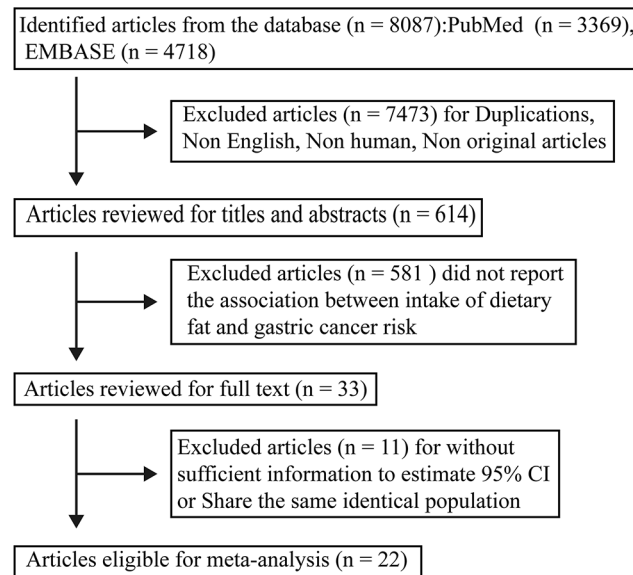 Identified articles from the database (n = 8087):PubMed (n = 3369),
EMBASE (n = 4718)
Excluded articles (n = 7473) for Duplications,
Non English, Non human, Non original articles
Articles reviewed for titles and abstracts (n = 614)
Excluded articles (n = 581 ) did not report
the association between intake of dietary
fat and gastric cancer risk
Articles reviewed for full text (n = 33)
Excluded articles (n = 11) for without
sufficient information to estimate 95% CI
or Share the same identical population
Articles eligible for meta-analysis (n = 22)